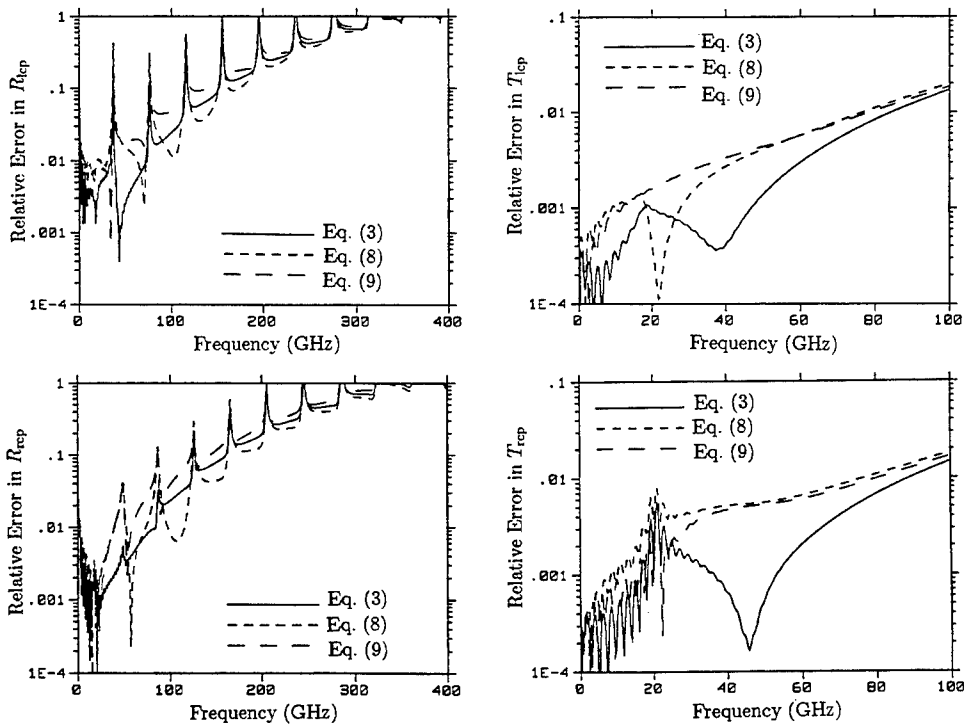 Relative Error in R_lcp
1
.1
.01
.001
1E-4
0
100
200
300
400
Frequency (GHz)
Eq. (3)
Eq. (8)
Eq. (9)
Relative Error in T_lcp
.1
.01
.001
1E-4
0
20
40
60
80
100
Frequency (GHz)
Eq. (3)
Eq. (8)
Eq. (9)
Relative Error in R_rcp
1
.1
.01
.001
1E-4
0
100
200
300
400
Frequency (GHz)
Eq. (3)
Eq. (8)
Eq. (9)
Relative Error in T_rcp
.1
.01
.001
1E-4
0
20
40
60
80
100
Frequency (GHz)
Eq. (3)
Eq. (8)
Eq. (9)